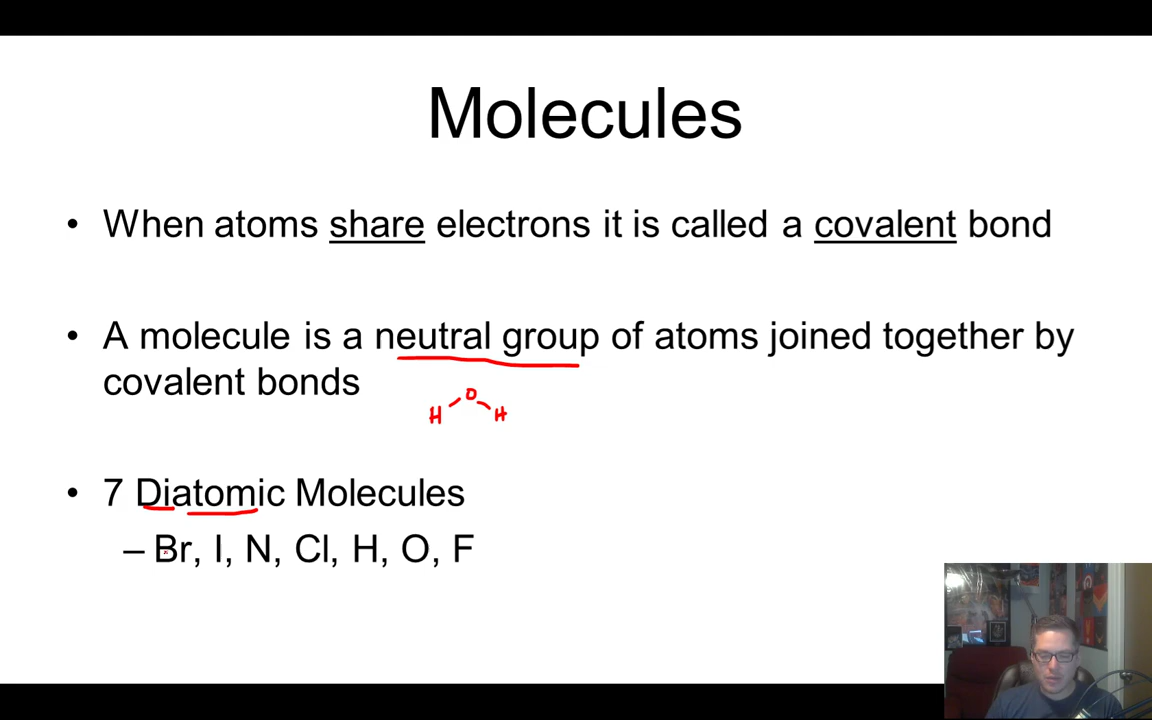 Molecules
• When atoms share electrons it is called a covalent bond
• A molecule is a neutral group of atoms joined together by
covalent bonds
O
H H
• 7 Diatomic Molecules
– Br, I, N, Cl, H, O, F